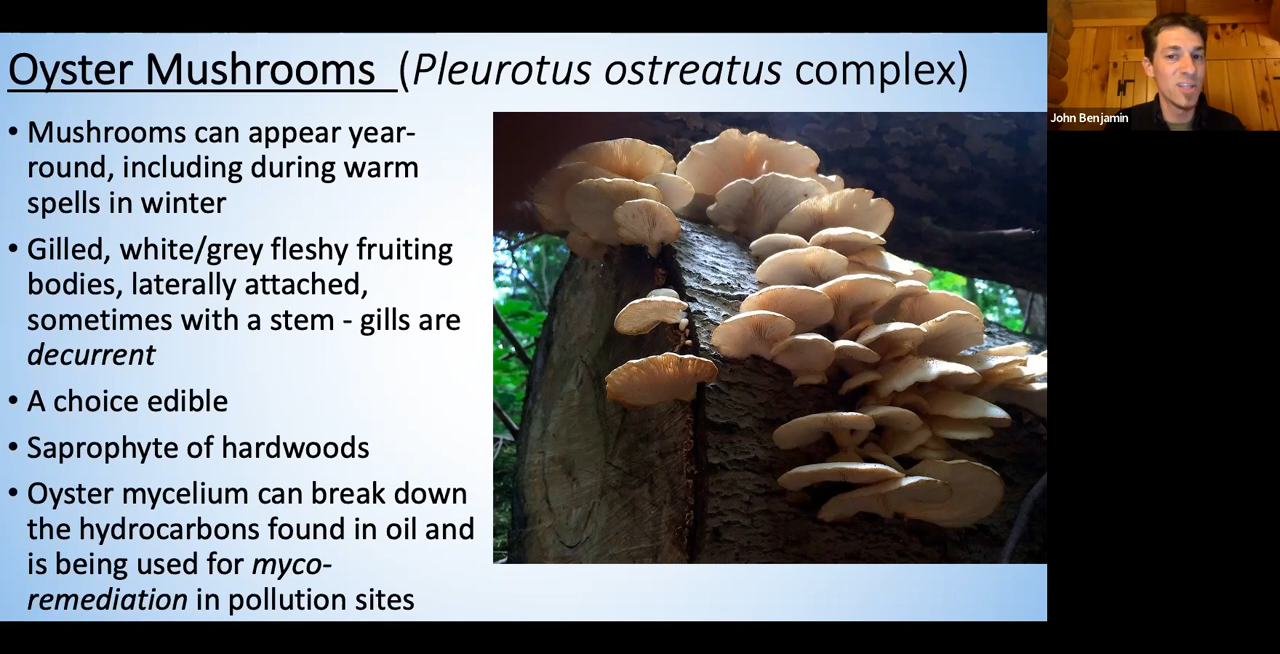 Oyster Mushrooms (Pleurotus ostreatus complex)
• Mushrooms can appear year-
round, including during warm
spells in winter
• Gilled, white/grey fleshy fruiting
bodies, laterally attached,
sometimes with a stem - gills are
decurrent
• A choice edible
• Saprophyte of hardwoods
• Oyster mycelium can break down
the hydrocarbons found in oil and
is being used for myco-
remediation in pollution sites
John Benjamin